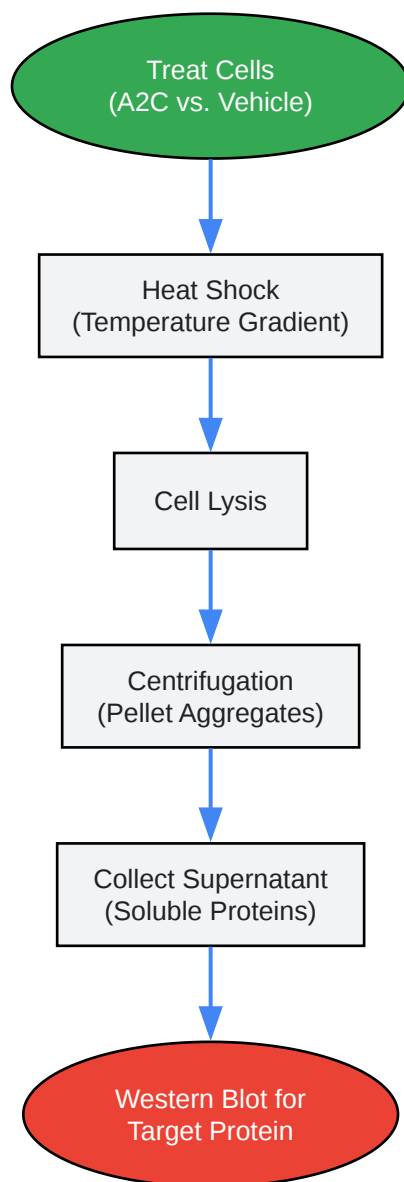 Treat Cells
(A2C vs. Vehicle)
Heat Shock
(Temperature Gradient)
Cell Lysis
Centrifugation
(Pellet Aggregates)
Collect Supernatant
(Soluble Proteins)
Western Blot for
Target Protein